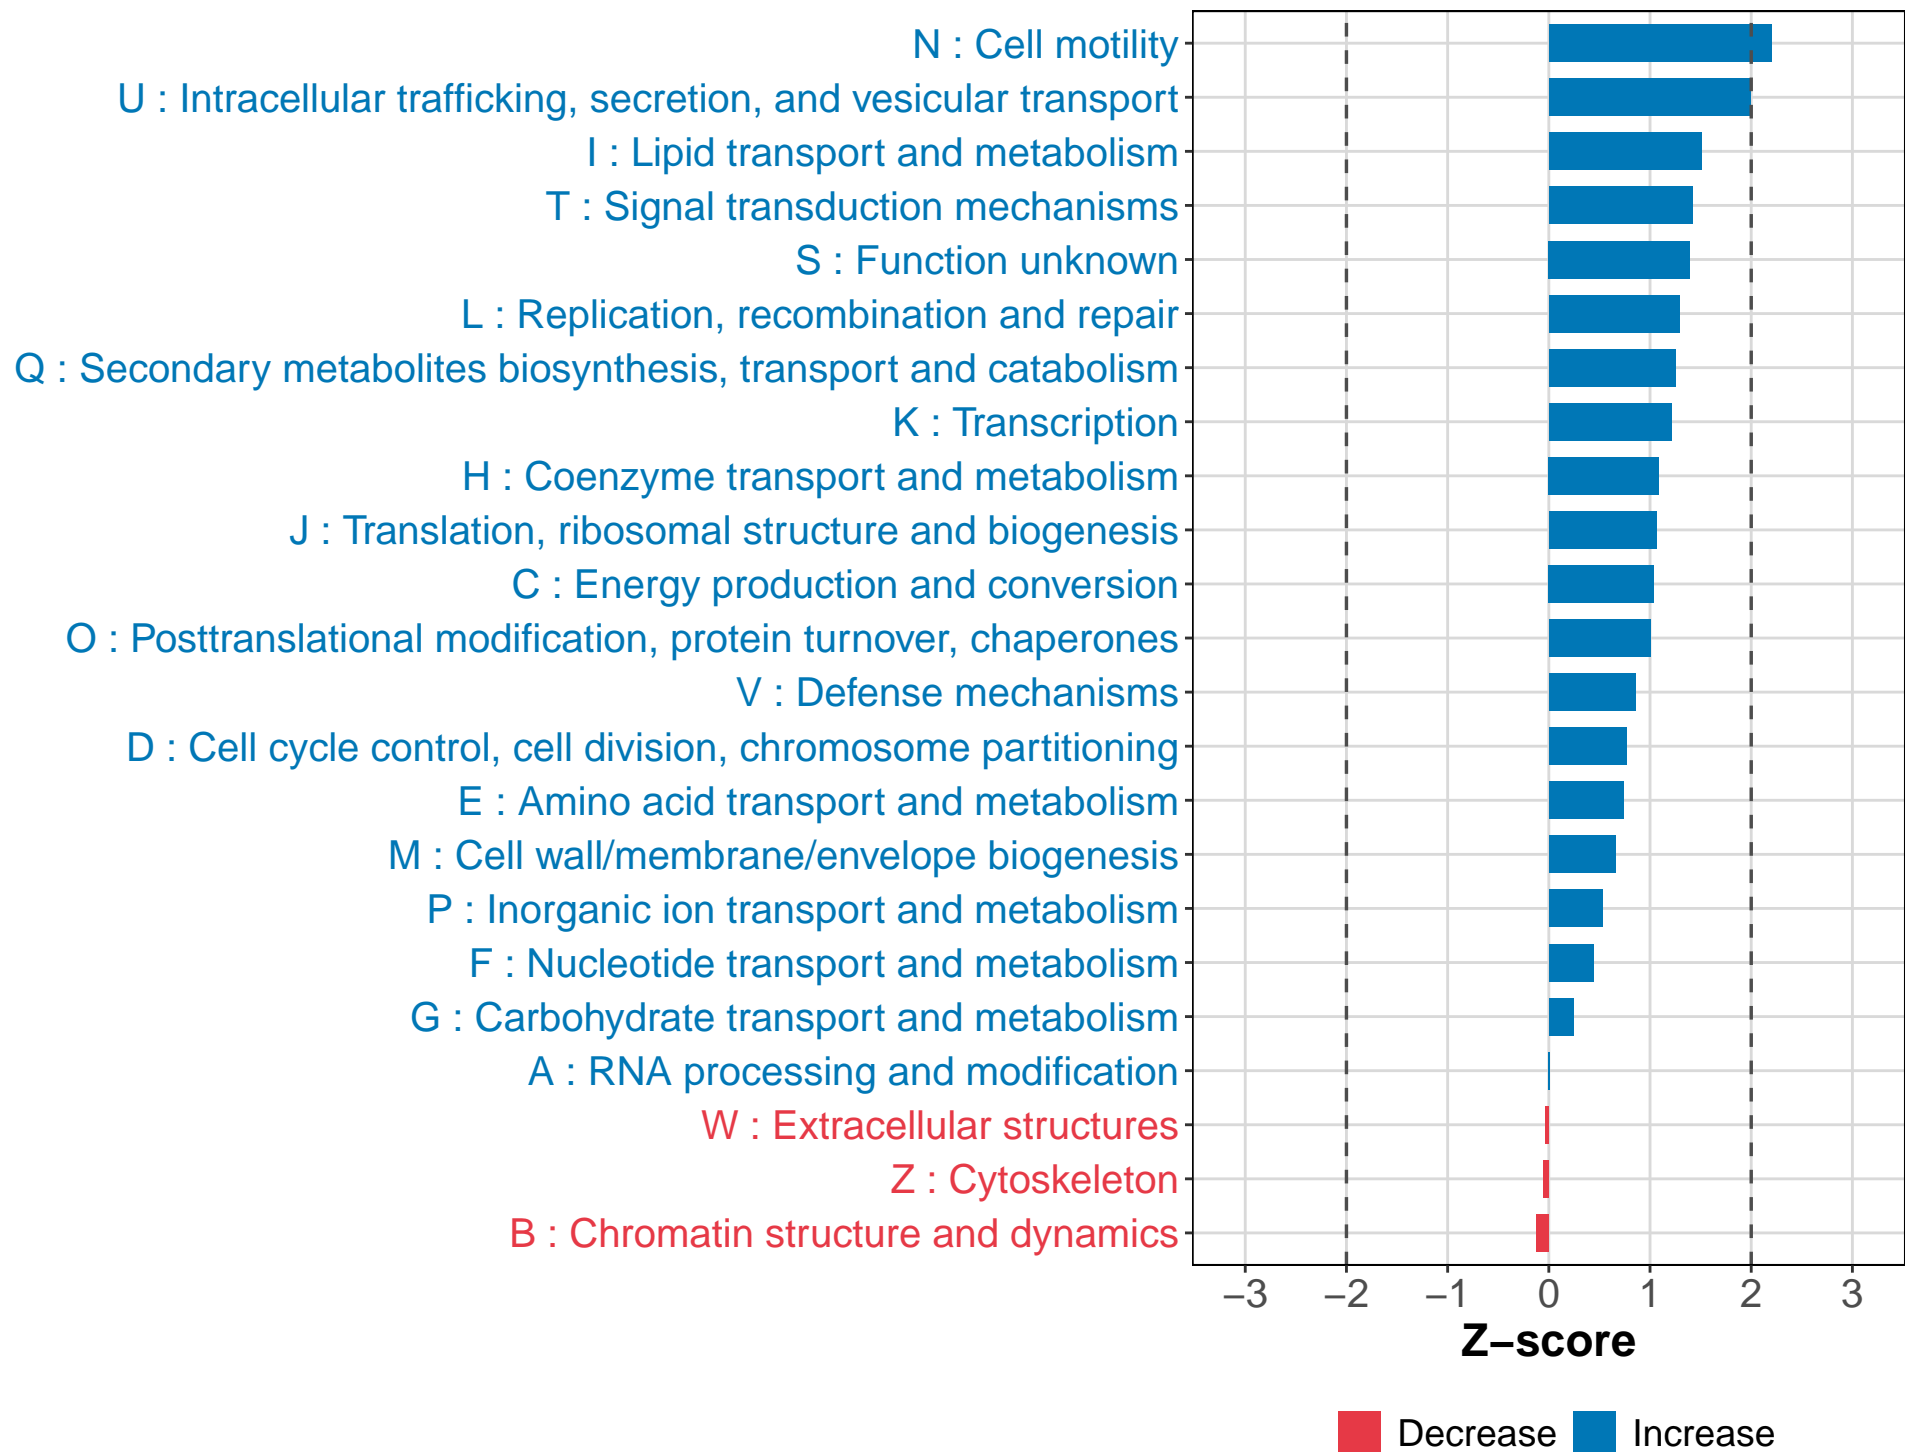 N : Cell motility
U : Intracellular trafficking, secretion, and vesicular transport
I : Lipid transport and metabolism
T : Signal transduction mechanisms
S : Function unknown
L : Replication, recombination and repair
Q : Secondary metabolites biosynthesis, transport and catabolism
K : Transcription
H : Coenzyme transport and metabolism
J : Translation, ribosomal structure and biogenesis
C : Energy production and conversion
O : Posttranslational modification, protein turnover, chaperones
V : Defense mechanisms
D : Cell cycle control, cell division, chromosome partitioning
E : Amino acid transport and metabolism
M : Cell wall/membrane/envelope biogenesis
P : Inorganic ion transport and metabolism
F : Nucleotide transport and metabolism
G : Carbohydrate transport and metabolism
A : RNA processing and modification
W : Extracellular structures
Z : Cytoskeleton
B : Chromatin structure and dynamics
−3 −2 −1 0 1 2 3
Z−score
Decrease Increase